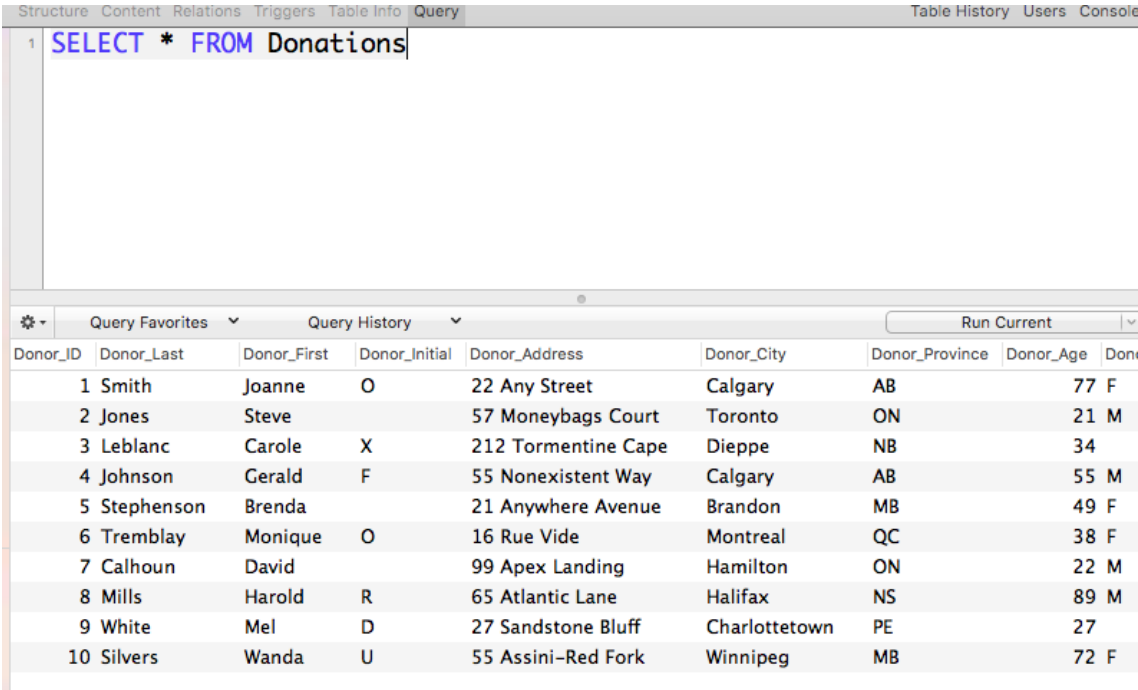 Structure Content Relations Triggers Table Info Query Table History Users Console
1 SELECT * FROM Donations
Query Favorites Query History Run Current
Donor_ID Donor_Last Donor_First Donor_Initial Donor_Address Donor_City Donor_Province Donor_Age Done
1 Smith Joanne O 22 Any Street Calgary AB 77 F
2 Jones Steve 57 Moneybags Court Toronto ON 21 M
3 Leblanc Carole X 212 Tormentine Cape Dieppe NB 34
4 Johnson Gerald F 55 Nonexistent Way Calgary AB 55 M
5 Stephenson Brenda 21 Anywhere Avenue Brandon MB 49 F
6 Tremblay Monique O 16 Rue Vide Montreal QC 38 F
7 Calhoun David 99 Apex Landing Hamilton ON 22 M
8 Mills Harold R 65 Atlantic Lane Halifax NS 89 M
9 White Mel D 27 Sandstone Bluff Charlottetown PE 27
10 Silvers Wanda U 55 Assini-Red Fork Winnipeg MB 72 F